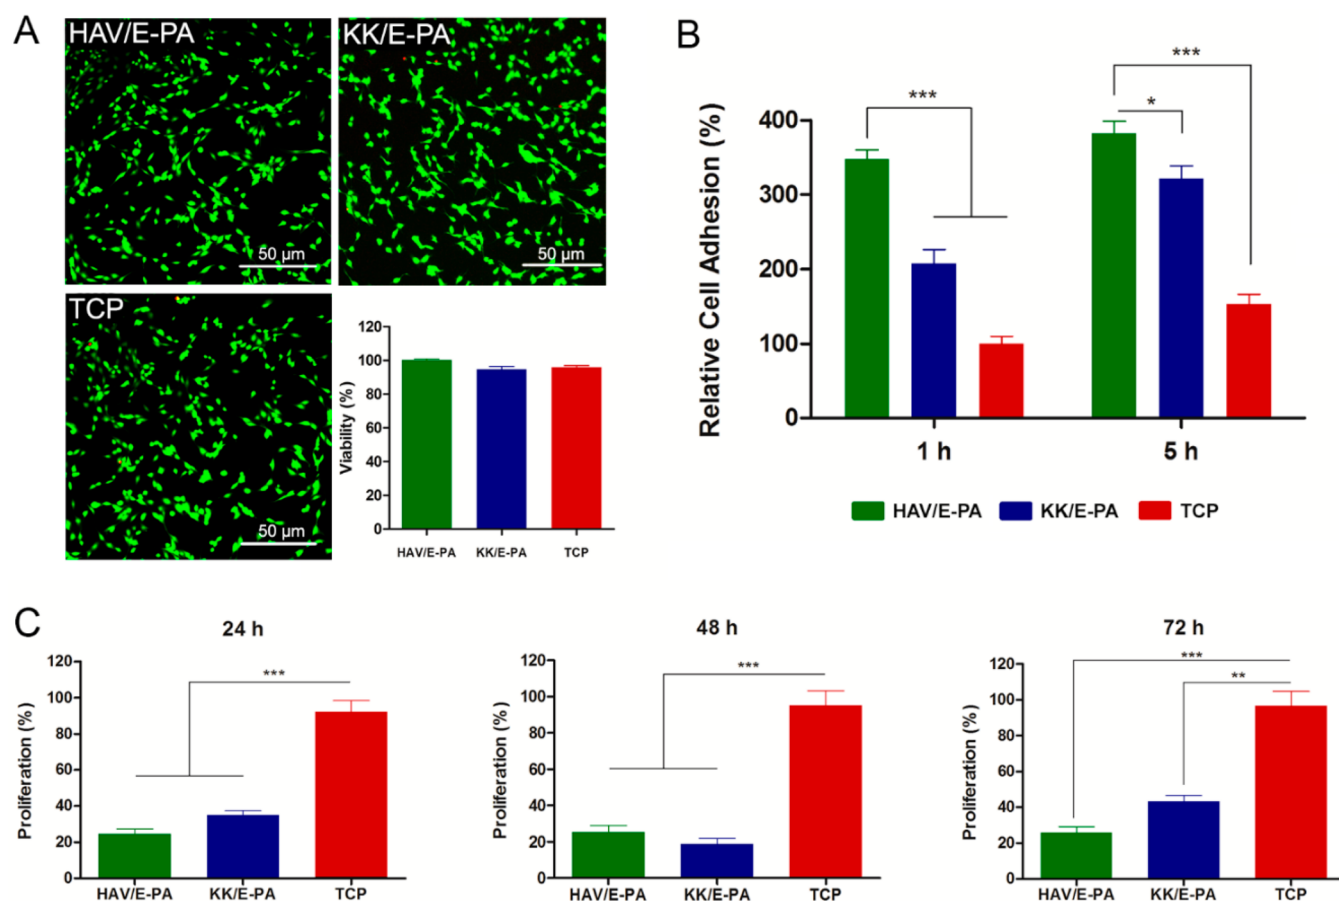 A
HAV/E-PA
50 µm
KK/E-PA
50 µm
TCP
50 µm
Viability (%)
120
100
80
60
40
20
0
HAV/E-PA KK/E-PA TCP
B
Relative Cell Adhesion (%)
400
300
200
100
0
***
***
*
1 h 5 h
HAV/E-PA KK/E-PA TCP
C
24 h
Proliferation (%)
120
100
80
60
40
20
0
***
HAV/E-PA KK/E-PA TCP
48 h
Proliferation (%)
120
100
80
60
40
20
0
***
HAV/E-PA KK/E-PA TCP
72 h
Proliferation (%)
120
100
80
60
40
20
0
***
**
HAV/E-PA KK/E-PA TCP